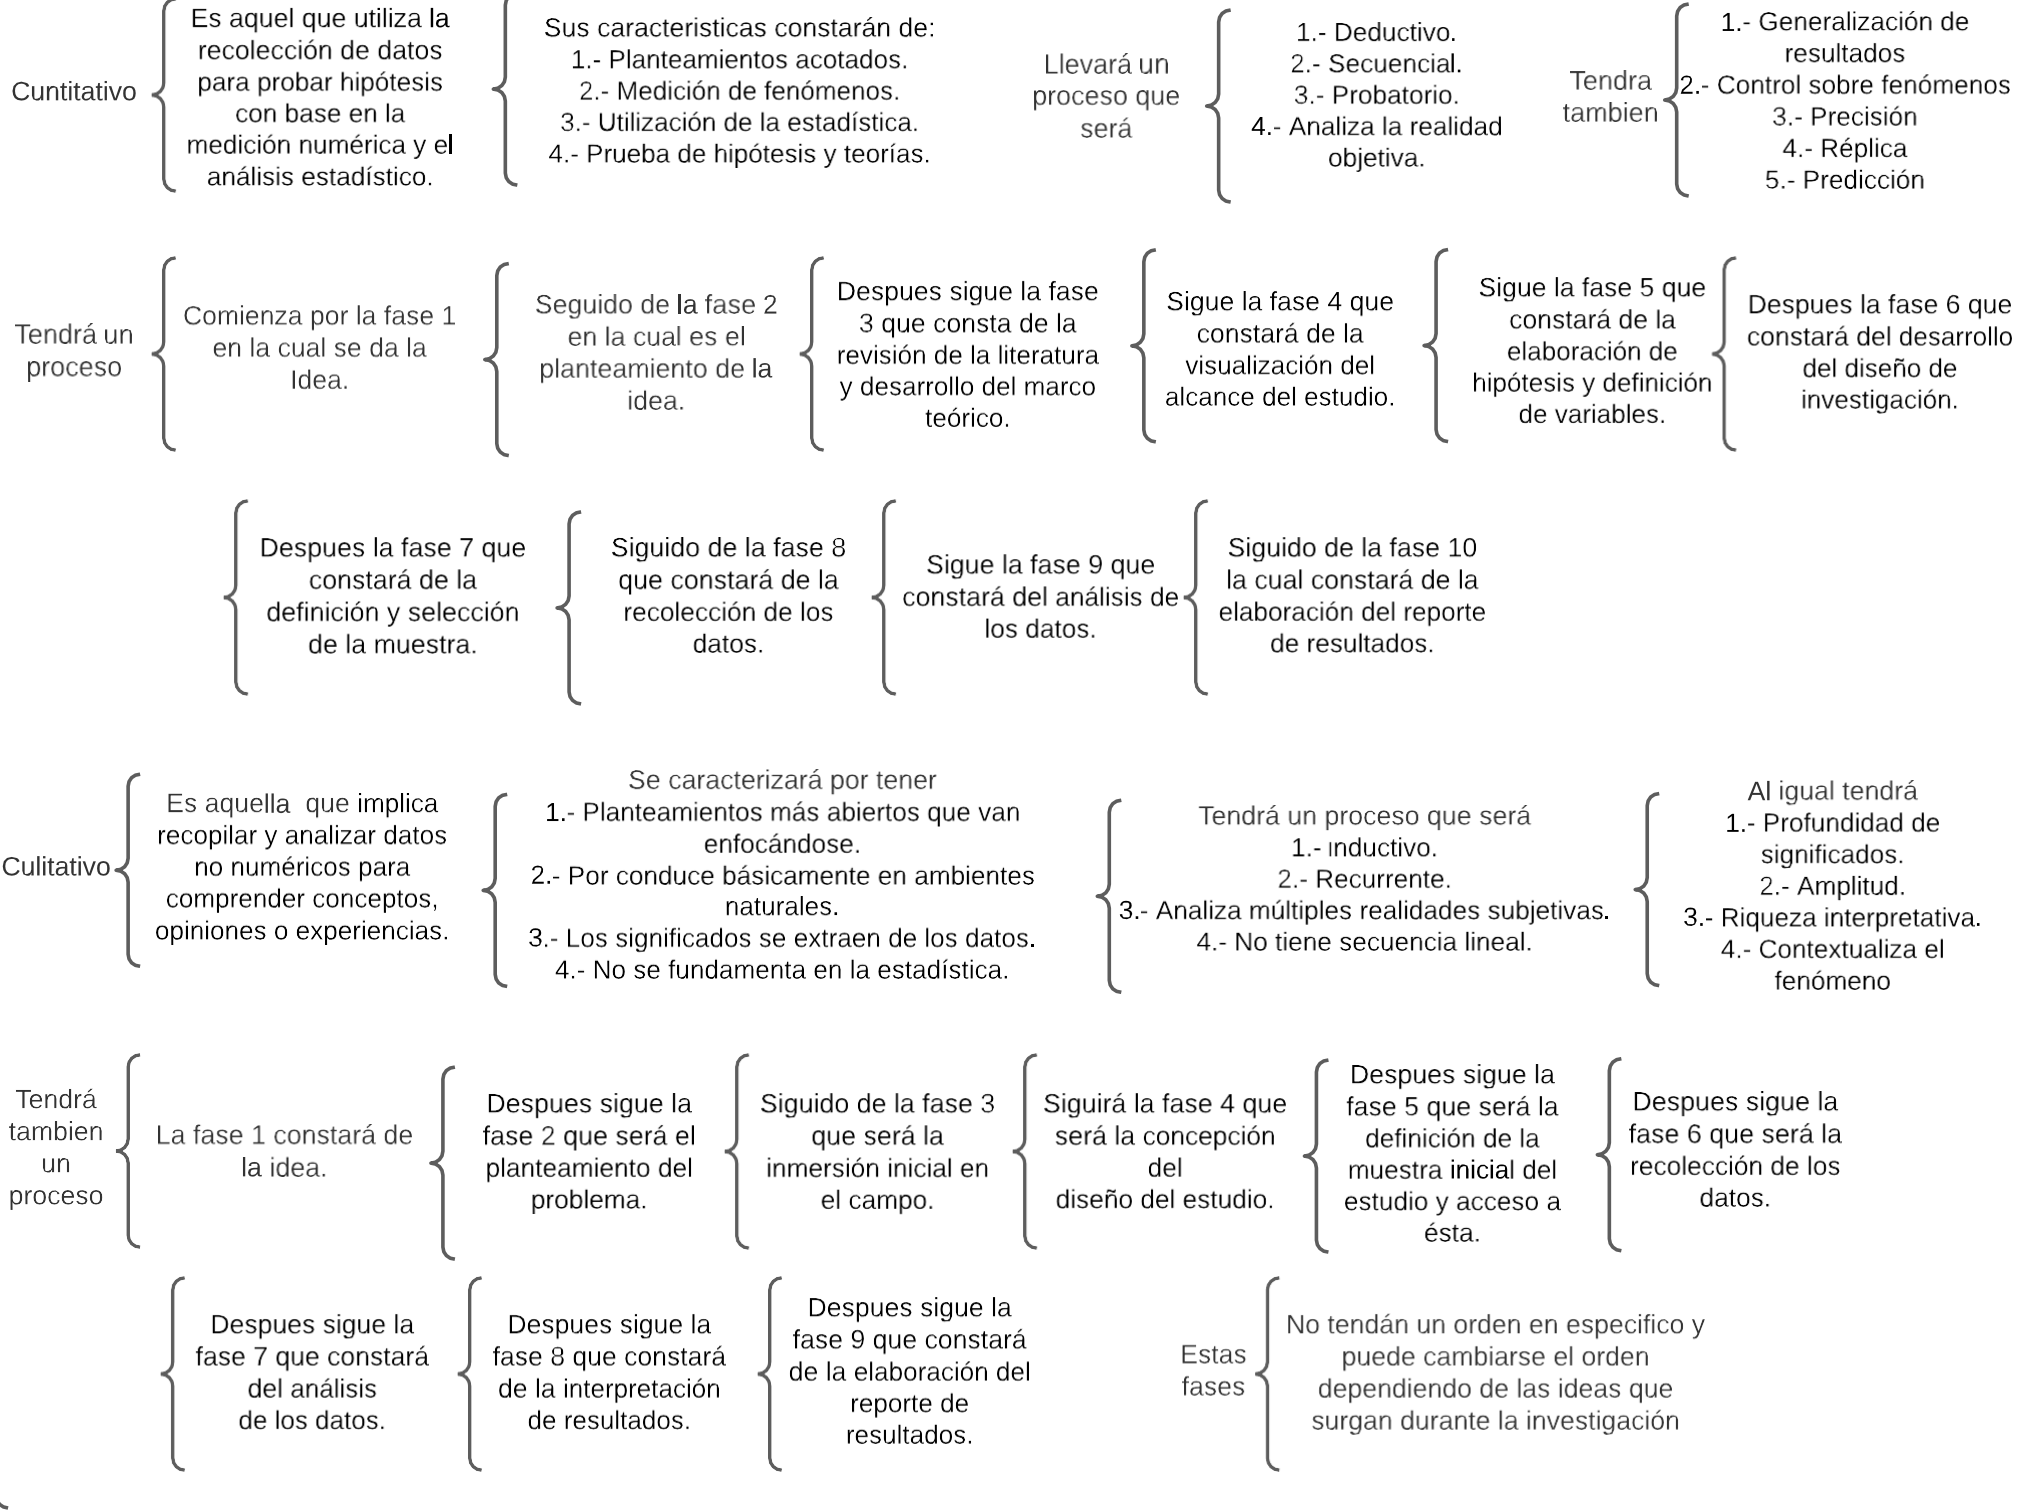 Cuntitativo
Es aquel que utiliza la
recolección de datos
para probar hipótesis
con base en la
medición numérica y el
análisis estadístico.
Sus caracteristicas constarán de:
1.- Planteamientos acotados.
2.- Medición de fenómenos.
3.- Utilización de la estadística.
4.- Prueba de hipótesis y teorías.
Llevará un
proceso que
será
1.- Deductivo.
2.- Secuencial.
3.- Probatorio.
4.- Analiza la realidad
objetiva.
Tendra
tambien
1.- Generalización de
resultados
2.- Control sobre fenómenos
3.- Precisión
4.- Réplica
5.- Predicción
Tendrá un
proceso
Comienza por la fase 1
en la cual se da la
Idea.
Seguido de la fase 2
en la cual es el
planteamiento de la
idea.
Despues sigue la fase
3 que consta de la
revisión de la literatura
y desarrollo del marco
teórico.
Sigue la fase 4 que
constará de la
visualización del
alcance del estudio.
Sigue la fase 5 que
constará de la
elaboración de
hipótesis y definición
de variables.
Despues la fase 6 que
constará del desarrollo
del diseño de
investigación.
Despues la fase 7 que
constará de la
definición y selección
de la muestra.
Siguido de la fase 8
que constará de la
recolección de los
datos.
Sigue la fase 9 que
constará del análisis de
los datos.
Siguido de la fase 10
la cual constará de la
elaboración del reporte
de resultados.
Culitativo
Es aquella que implica
recopilar y analizar datos
no numéricos para
comprender conceptos,
opiniones o experiencias.
Se caracterizará por tener
1.- Planteamientos más abiertos que van
enfocándose.
2.- Por conduce básicamente en ambientes
naturales.
3.- Los significados se extraen de los datos.
4.- No se fundamenta en la estadística.
Tendrá un proceso que será
1.- ınductivo.
2.- Recurrente.
3.- Analiza múltiples realidades subjetivas.
4.- No tiene secuencia lineal.
Al igual tendrá
1.- Profundidad de
significados.
2.- Amplitud.
3.- Riqueza interpretativa.
4.- Contextualiza el
fenómeno
Tendrá
tambien
un
proceso
La fase 1 constará de
la idea.
Despues sigue la
fase 2 que será el
planteamiento del
problema.
Siguido de la fase 3
que será la
inmersión inicial en
el campo.
Siguirá la fase 4 que
será la concepción
del
diseño del estudio.
Despues sigue la
fase 5 que será la
definición de la
muestra inicial del
estudio y acceso a
ésta.
Despues sigue la
fase 6 que será la
recolección de los
datos.
Despues sigue la
fase 7 que constará
del análisis
de los datos.
Despues sigue la
fase 8 que constará
de la interpretación
de resultados.
Despues sigue la
fase 9 que constará
de la elaboración del
reporte de
resultados.
Estas
fases
No tendán un orden en especifico y
puede cambiarse el orden
dependiendo de las ideas que
surgan durante la investigación